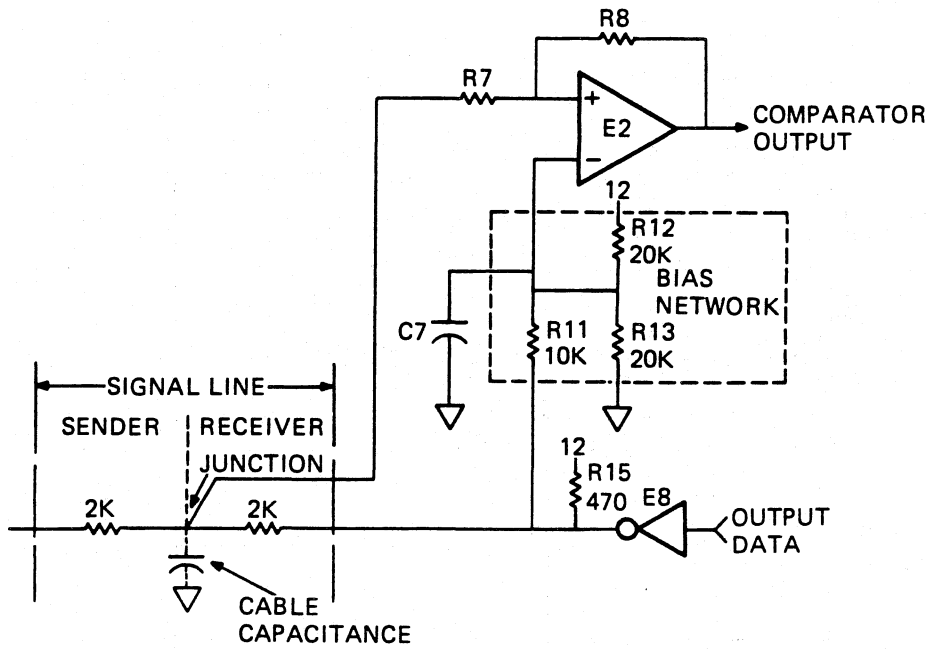 R8
R7
+
E2
−
COMPARATOR
OUTPUT
12
R12
20K
BIAS
NETWORK
C7
R11
10K
R13
20K
SIGNAL LINE
SENDER
RECEIVER
JUNCTION
12
R15
470
E8
2K
2K
OUTPUT
DATA
CABLE
CAPACITANCE